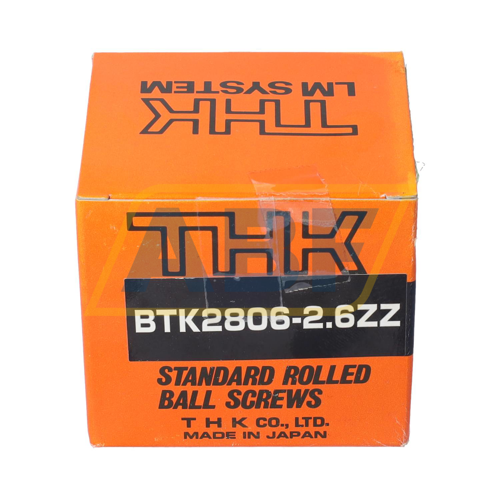 THK
LM SYSTEM
THK
BTK2806-2.6ZZ
STANDARD ROLLED
BALL SCREWS
T H K CO., LTD.
MADE IN JAPAN